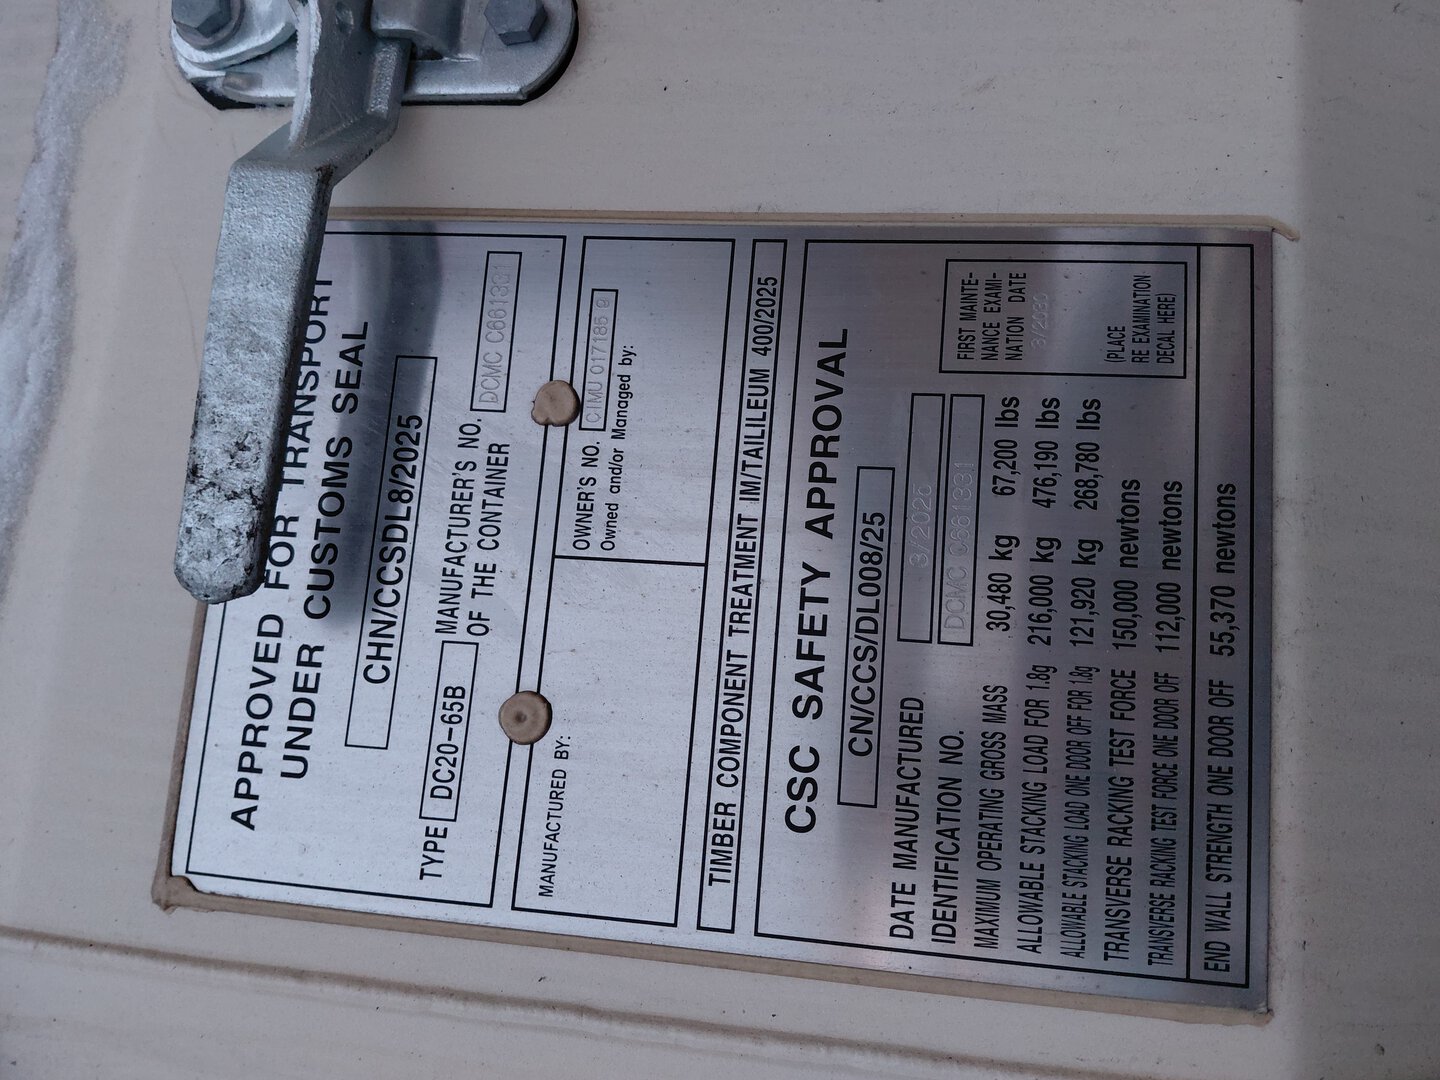 APPROVED FOR TRANSPORT
UNDER CUSTOMS SEAL
CHN/CCSDL8/2025
TYPE DC20-65B MANUFACTURER'S NO. DCMC C661331
OF THE CONTAINER
MANUFACTURED BY:
OWNER'S NO. CIMU 017186 9
Owned and/or Managed by:
TIMBER COMPONENT TREATMENT IM/TAILILEUM 400/2025
CSC SAFETY APPROVAL
CN/CCS/DL008/25
DATE MANUFACTURED 3/2025
IDENTIFICATION NO. DCMC C661331
MAXIMUM OPERATING GROSS MASS 30,480 kg 67,200 lbs
ALLOWABLE STACKING LOAD FOR 1.8g 216,000 kg 476,190 lbs
ALLOWABLE STACKING LOAD ONE DOOR OFF FOR 1.8g 121,920 kg 268,780 lbs
TRANSVERSE RACKING TEST FORCE 150,000 newtons
TRANSVERSE RACKING TEST FORCE ONE DOOR OFF 112,000 newtons
END WALL STRENGTH ONE DOOR OFF 55,370 newtons
FIRST MAINTE-
NANCE EXAMI-
NATION DATE
3/2030
(PLACE
RE EXAMINATION
DECAL HERE)